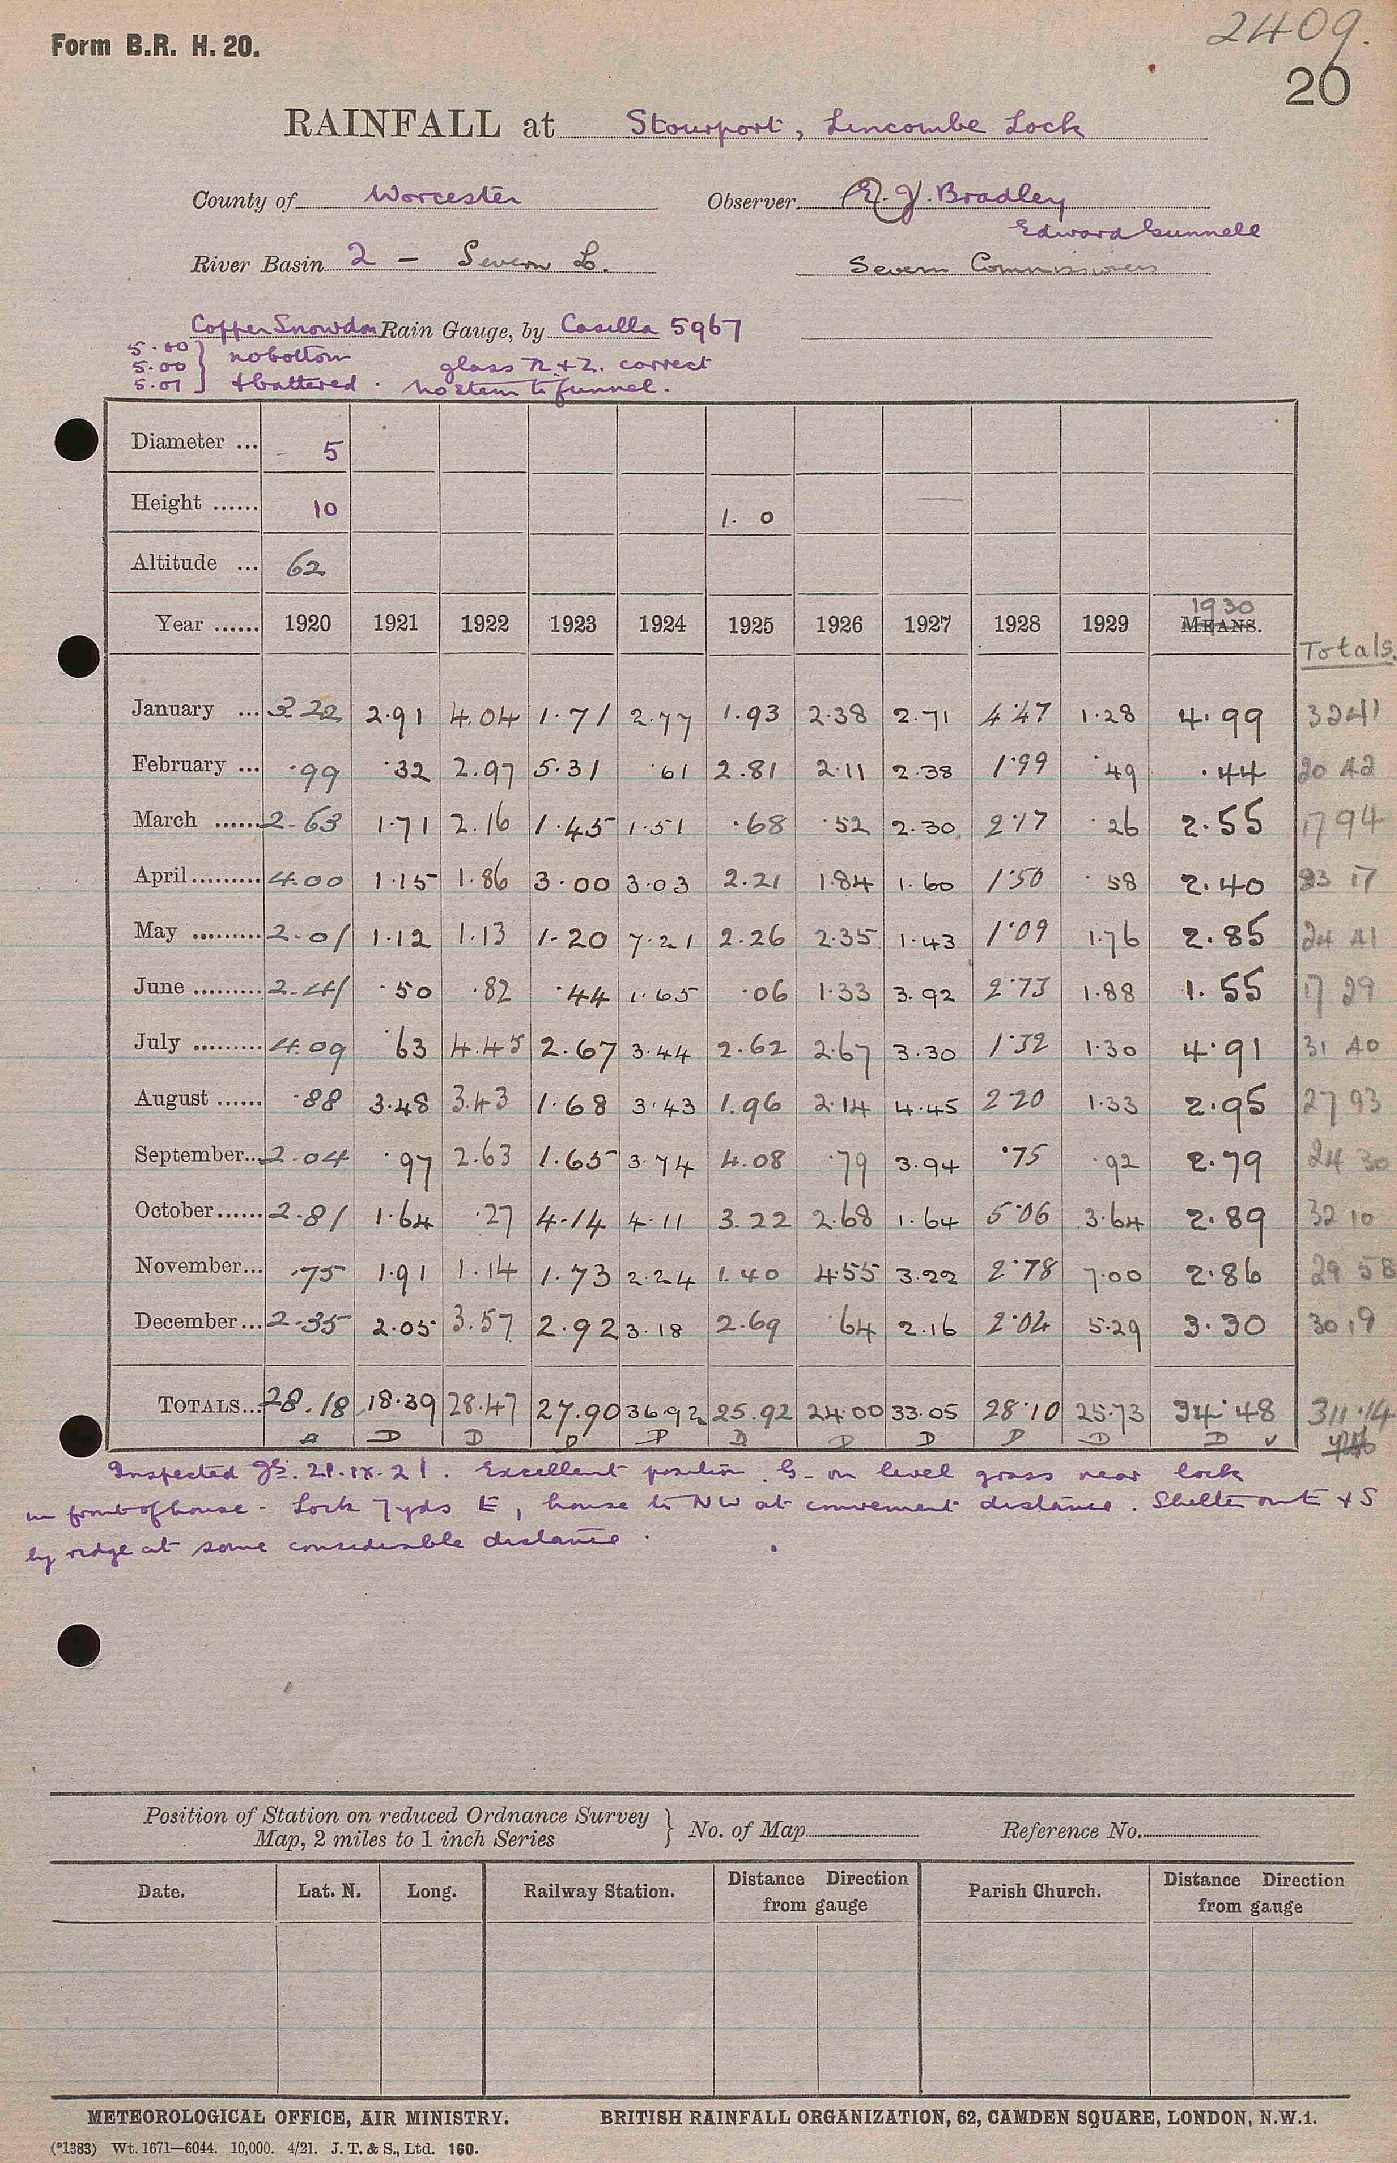 2409.
Form B.R. H. 20.
20
RAINFALL at Stourport, Lincombe Lock
County of Worcester Observer E. J. Bradley
Edward Gunnell
River Basin 2 - Severn L. Severn Commissioners
Copper Snowdon Rain Gauge, by Casella 5967
5.00 } no bottom glass n + z. correct
5.00
5.01 + battered . No stem to funnel.
Diameter ... 5
Height ...... 10 1. 0
Altitude ... 62
1930
Year ...... 1920 1921 1922 1923 1924 1925 1926 1927 1928 1929 MEANS. Totals.
January ... 3.22 2.91 4.04 1.71 2.77 1.93 2.38 2.71 4.47 1.28 4.99 32 41
February ... .99 .32 2.97 5.31 .61 2.81 2.11 2.38 1.99 .49 .44 20 42
March ...... 2.63 1.71 2.16 1.45 1.51 .68 .52 2.30 2.17 .26 2.55 17 94
April ......... 4.00 1.15 1.86 3.00 3.03 2.21 1.84 1.60 1.50 .58 2.40 23 17
May ......... 2.01 1.12 1.13 1.20 7.21 2.26 2.35 1.43 1.09 1.76 2.85 24 41
June ......... 2.41 .50 .82 .44 1.65 .06 1.33 3.92 2.73 1.88 1.55 17 29
July ......... 4.09 .63 4.45 2.67 3.44 2.62 2.67 3.30 1.32 1.30 4.91 31 40
August ...... .88 3.48 3.43 1.68 3.43 1.96 2.14 4.45 2.20 1.33 2.95 27 93
September... 2.04 .97 2.63 1.65 3.74 4.08 .79 3.94 .75 .92 2.79 24 30
October ...... 2.81 1.64 .27 4.14 4.11 3.22 2.68 1.64 5.06 3.64 2.89 32 10
November... .75 1.91 1.14 1.73 2.24 1.40 4.55 3.22 2.78 7.00 2.86 29 58
December ... 2.35 2.05 3.57 2.92 3.18 2.69 .64 2.16 2.04 5.29 3.30 30 19
TOTALS... 28.18 18.39 28.47 27.90 36.92 25.92 24.00 33.05 28.10 25.73 34.48 311.14
D D D D D D D D D D ✓
Inspected 21.ix.21. Excellent position. G. on level grass near lock
in front of house - Lock 7 yds E, house to NW at convenient distance. Shelter on E + S
by ridge at some considerable distance.
Position of Station on reduced Ordnance Survey
Map, 2 miles to 1 inch Series } No. of Map Reference No.
Date. Lat. N. Long. Railway Station. Distance Direction from gauge Parish Church. Distance Direction from gauge
METEOROLOGICAL OFFICE, AIR MINISTRY. BRITISH RAINFALL ORGANIZATION, 62, CAMDEN SQUARE, LONDON, N.W.1.
(*1383) Wt. 1671—6044. 10,000. 4/21. J. T. & S., Ltd. 160.